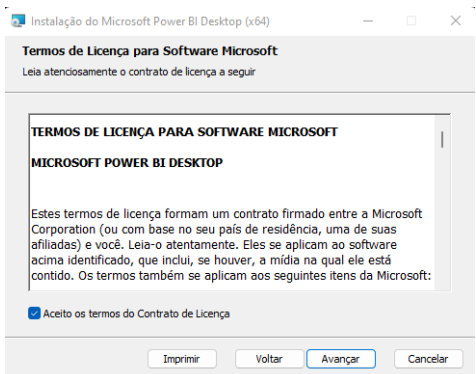 Instalação do Microsoft Power BI Desktop (x64)
Termos de Licença para Software Microsoft
Leia atenciosamente o contrato de licença a seguir
TERMOS DE LICENÇA PARA SOFTWARE MICROSOFT
MICROSOFT POWER BI DESKTOP
Estes termos de licença formam um contrato firmado entre a Microsoft
Corporation (ou com base no seu país de residência, uma de suas
afiliadas) e você. Leia-o atentamente. Eles se aplicam ao software
acima identificado, que inclui, se houver, a mídia na qual ele está
contido. Os termos também se aplicam aos seguintes itens da Microsoft:
Aceito os termos do Contrato de Licença
Imprimir Voltar Avançar Cancelar